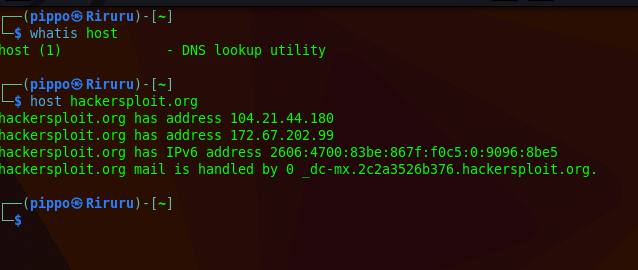 ┌──(pippo㉿Riruru)-[~]
└─$ whatis host
host (1)             - DNS lookup utility
┌──(pippo㉿Riruru)-[~]
└─$ host hackersploit.org
hackersploit.org has address 104.21.44.180
hackersploit.org has address 172.67.202.99
hackersploit.org has IPv6 address 2606:4700:83be:867f:f0c5:0:9096:8be5
hackersploit.org mail is handled by 0 _dc-mx.2c2a3526b376.hackersploit.org.
┌──(pippo㉿Riruru)-[~]
└─$